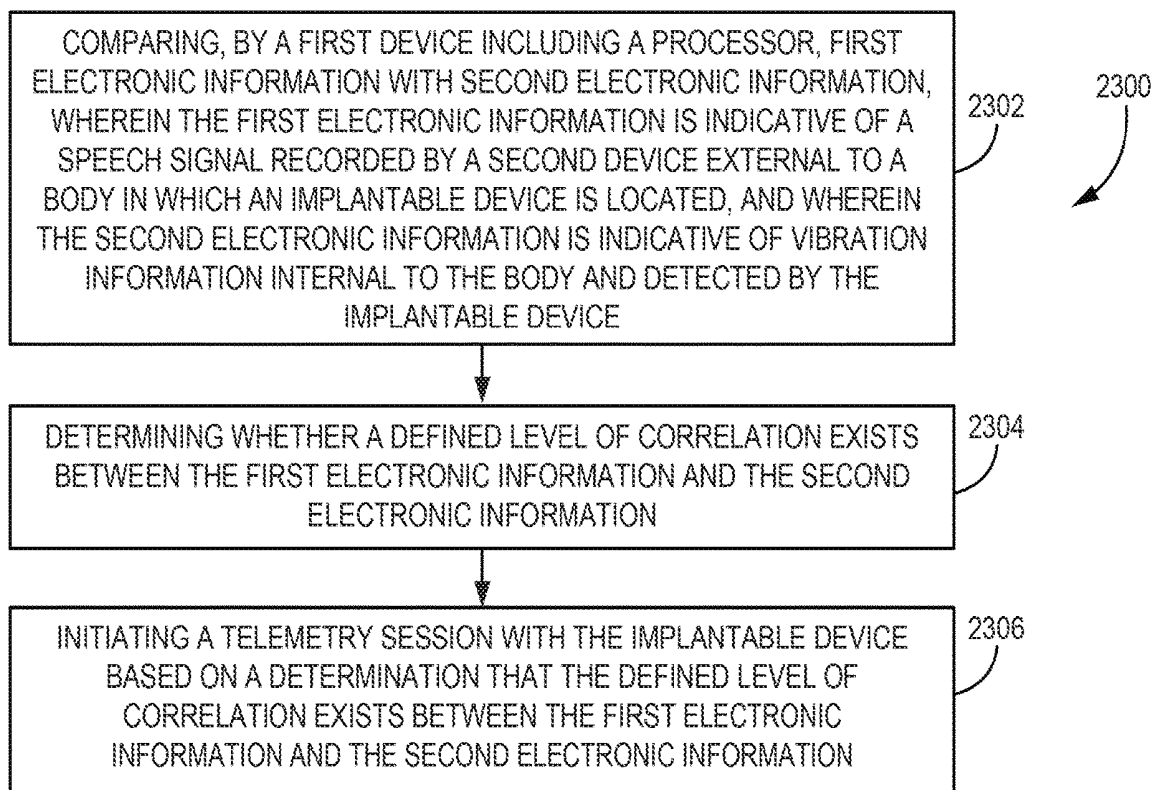 COMPARING, BY A FIRST DEVICE INCLUDING A PROCESSOR, FIRST
ELECTRONIC INFORMATION WITH SECOND ELECTRONIC INFORMATION,
WHEREIN THE FIRST ELECTRONIC INFORMATION IS INDICATIVE OF A
SPEECH SIGNAL RECORDED BY A SECOND DEVICE EXTERNAL TO A
BODY IN WHICH AN IMPLANTABLE DEVICE IS LOCATED, AND WHEREIN
THE SECOND ELECTRONIC INFORMATION IS INDICATIVE OF VIBRATION
INFORMATION INTERNAL TO THE BODY AND DETECTED BY THE
IMPLANTABLE DEVICE
2302
2300
DETERMINING WHETHER A DEFINED LEVEL OF CORRELATION EXISTS
BETWEEN THE FIRST ELECTRONIC INFORMATION AND THE SECOND
ELECTRONIC INFORMATION
2304
INITIATING A TELEMETRY SESSION WITH THE IMPLANTABLE DEVICE
BASED ON A DETERMINATION THAT THE DEFINED LEVEL OF
CORRELATION EXISTS BETWEEN THE FIRST ELECTRONIC
INFORMATION AND THE SECOND ELECTRONIC INFORMATION
2306